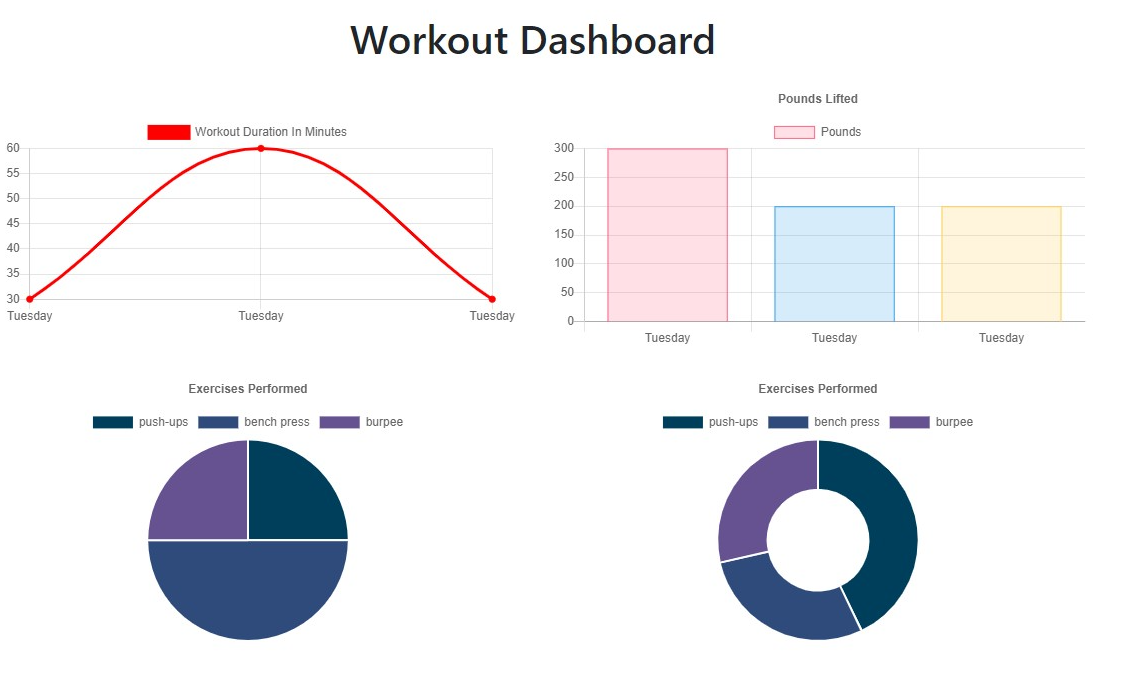 Workout Dashboard
Workout Duration In Minutes
60
55
50
45
40
35
30
Tuesday Tuesday Tuesday
Pounds Lifted
Pounds
300
250
200
150
100
50
0
Tuesday Tuesday Tuesday
Exercises Performed
push-ups bench press burpee
Exercises Performed
push-ups bench press burpee